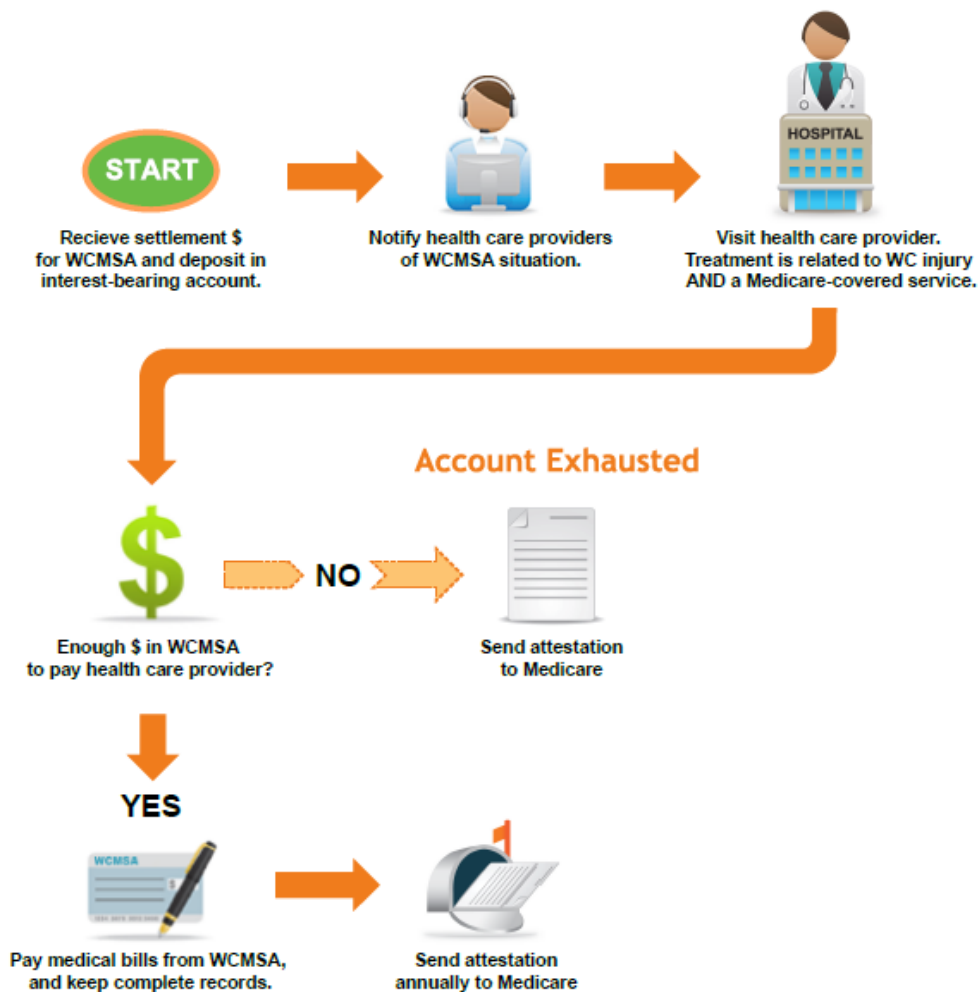 START
Recieve settlement $
for WCMSA and deposit in
interest-bearing account.
Notify health care providers
of WCMSA situation.
HOSPITAL
Visit health care provider.
Treatment is related to WC injury
AND a Medicare-covered service.
Account Exhausted
Enough $ in WCMSA
to pay health care provider?
NO
Send attestation
to Medicare
YES
WCMSA
$
Pay medical bills from WCMSA,
and keep complete records.
Send attestation
annually to Medicare